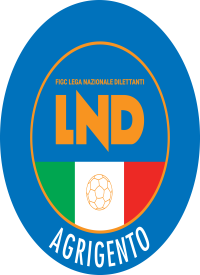 FIGC LEGA NAZIONALE DILETTANTI
LND
AGRIGENTO